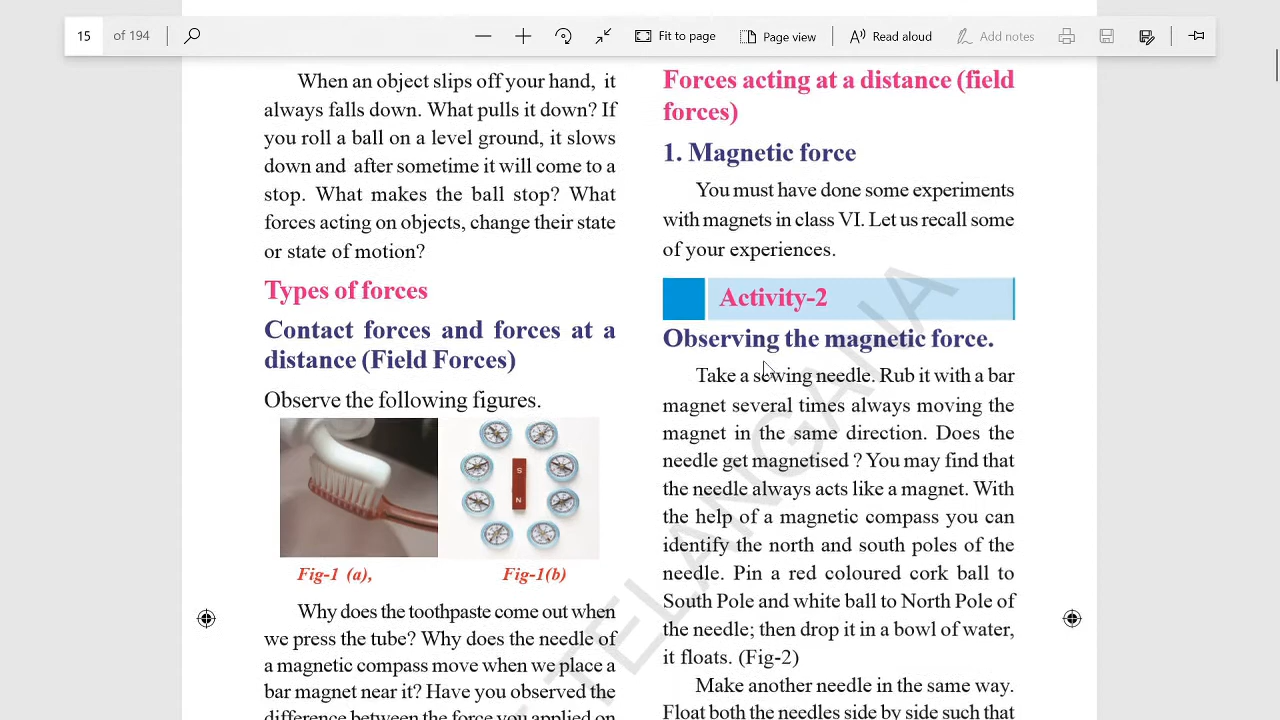 15 of 194
Fit to page
Page view
Read aloud
Add notes
When an object slips off your hand, it
always falls down. What pulls it down? If
you roll a ball on a level ground, it slows
down and after sometime it will come to a
stop. What makes the ball stop? What
forces acting on objects, change their state
or state of motion?
Types of forces
Contact forces and forces at a
distance (Field Forces)
Observe the following figures.
S
N
Fig-1 (a),
Fig-1(b)
Why does the toothpaste come out when
we press the tube? Why does the needle of
a magnetic compass move when we place a
bar magnet near it? Have you observed the
difference between the force you applied on
Forces acting at a distance (field
forces)
1. Magnetic force
You must have done some experiments
with magnets in class VI. Let us recall some
of your experiences.
Activity-2
Observing the magnetic force.
Take a sewing needle. Rub it with a bar
magnet several times always moving the
magnet in the same direction. Does the
needle get magnetised ? You may find that
the needle always acts like a magnet. With
the help of a magnetic compass you can
identify the north and south poles of the
needle. Pin a red coloured cork ball to
South Pole and white ball to North Pole of
the needle; then drop it in a bowl of water,
it floats. (Fig-2)
Make another needle in the same way.
Float both the needles side by side such that
TELANGANA